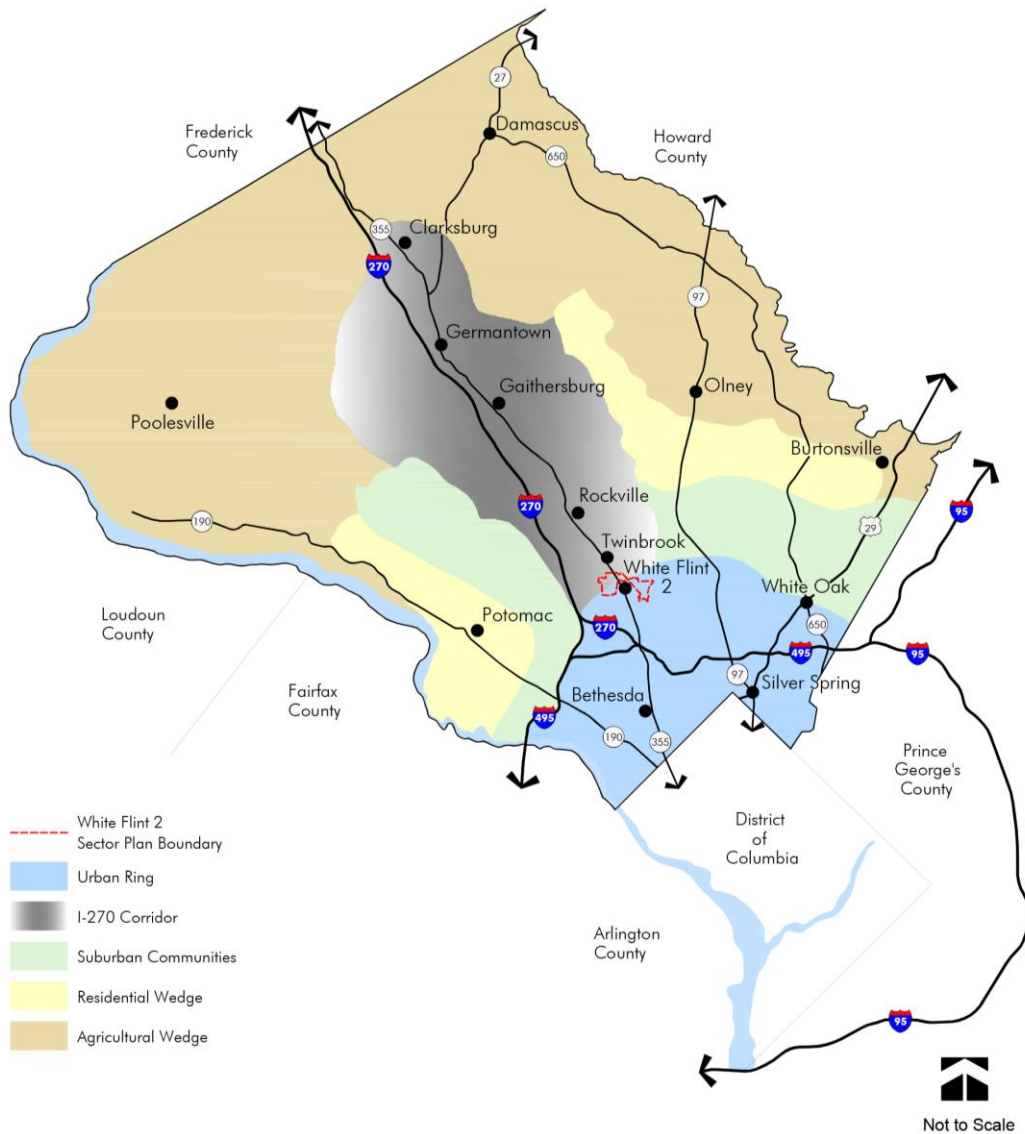 27
Damascus
Frederick
County
Howard
County
650
355
Clarksburg
270
97
Germantown
Gaithersburg
Olney
Poolesville
Burtonsville
270
Rockville
95
190
29
Twinbrook
White Flint
2
White Oak
Loudoun
County
Potomac
270
650
495
95
Fairfax
County
97
Silver Spring
Bethesda
495
190
355
Prince
George's
County
White Flint 2
Sector Plan Boundary
District
of
Columbia
Urban Ring
I-270 Corridor
Arlington
County
Suburban Communities
Residential Wedge
95
Agricultural Wedge
Not to Scale